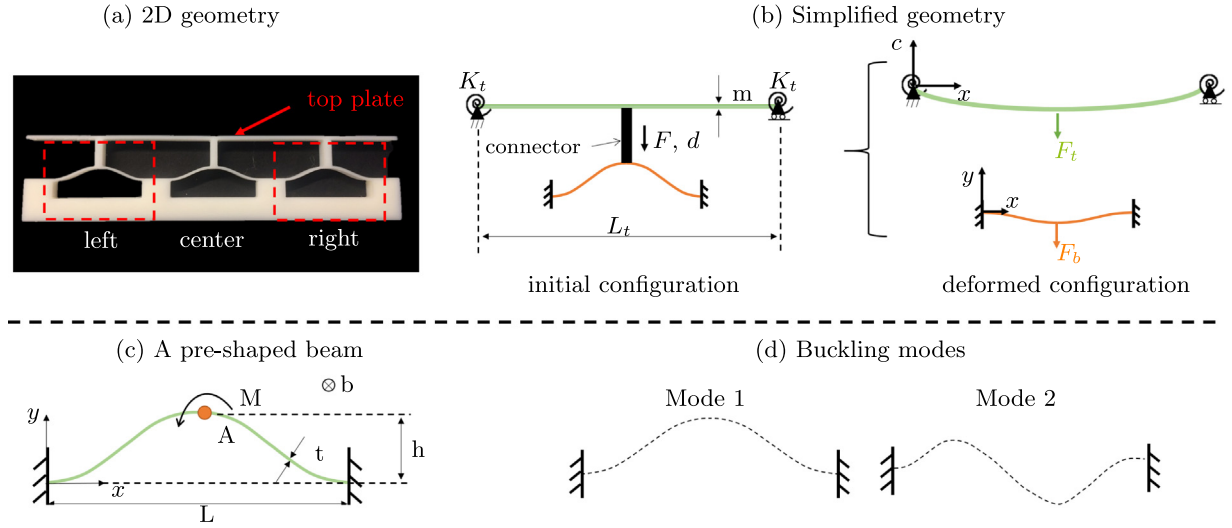 (a) 2D geometry
top plate
left center right
(b) Simplified geometry
K_t K_t
m
connector
F, d
L_t
initial configuration
c
x
F_t
y
x
F_b
deformed configuration
(c) A pre-shaped beam
⊗ b
M
y
A
h
t
x
L
(d) Buckling modes
Mode 1 Mode 2